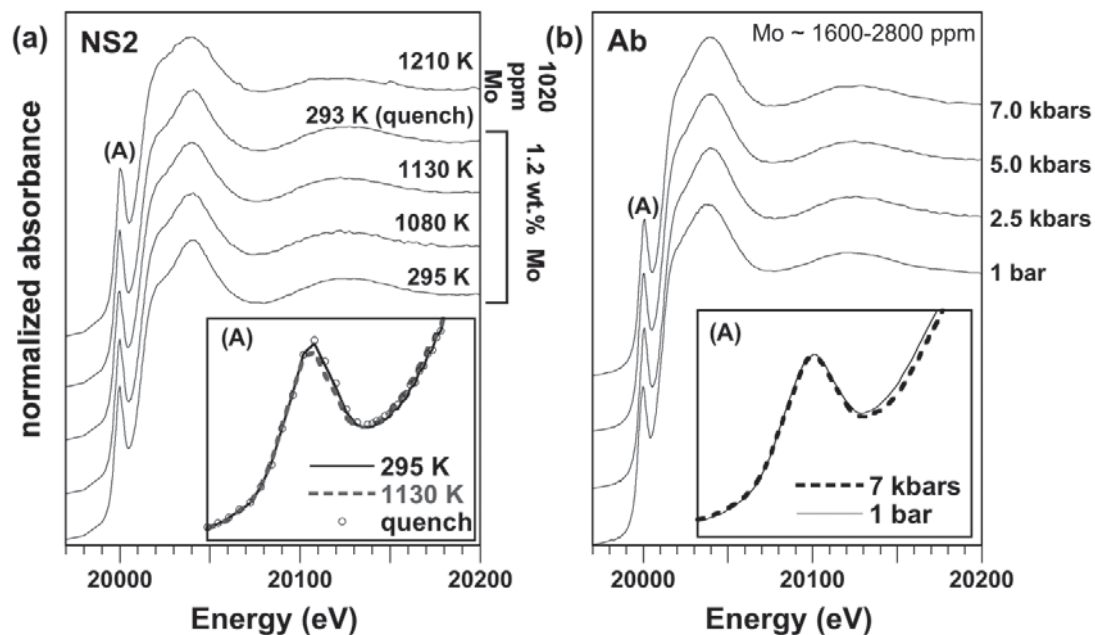 (a) NS2
1210 K
293 K (quench)
1130 K
1080 K
295 K
(A)
1020
ppm
Mo
1.2 wt.% Mo
normalized absorbance
(A)
295 K
1130 K
quench
20000
20100
20200
Energy (eV)
(b) Ab
Mo ~ 1600-2800 ppm
7.0 kbars
5.0 kbars
2.5 kbars
1 bar
(A)
(A)
7 kbars
1 bar
20000
20100
20200
Energy (eV)